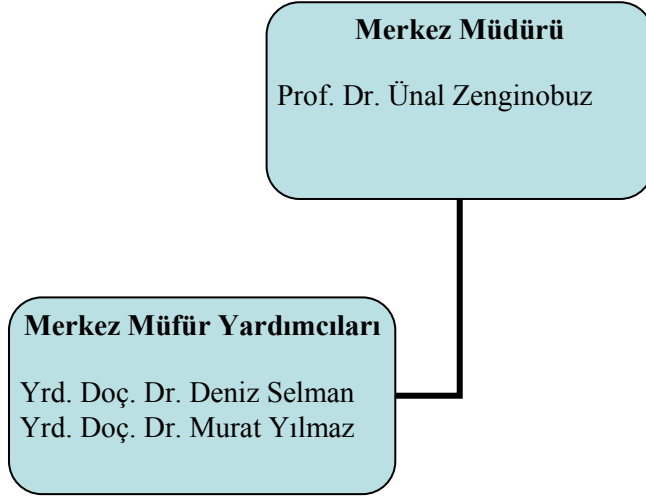 Merkez Müdürü
Prof. Dr. Ünal Zenginobuz
Merkez Müfür Yardımcıları
Yrd. Doç. Dr. Deniz Selman
Yrd. Doç. Dr. Murat Yılmaz